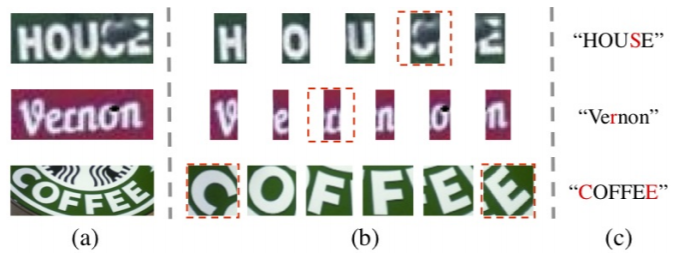 HOUSE H O U S E "HOUSE"
Vernon V e r n o n "Vernon"
COFFEE C O F F E E "COFFEE"
(a) (b) (c)